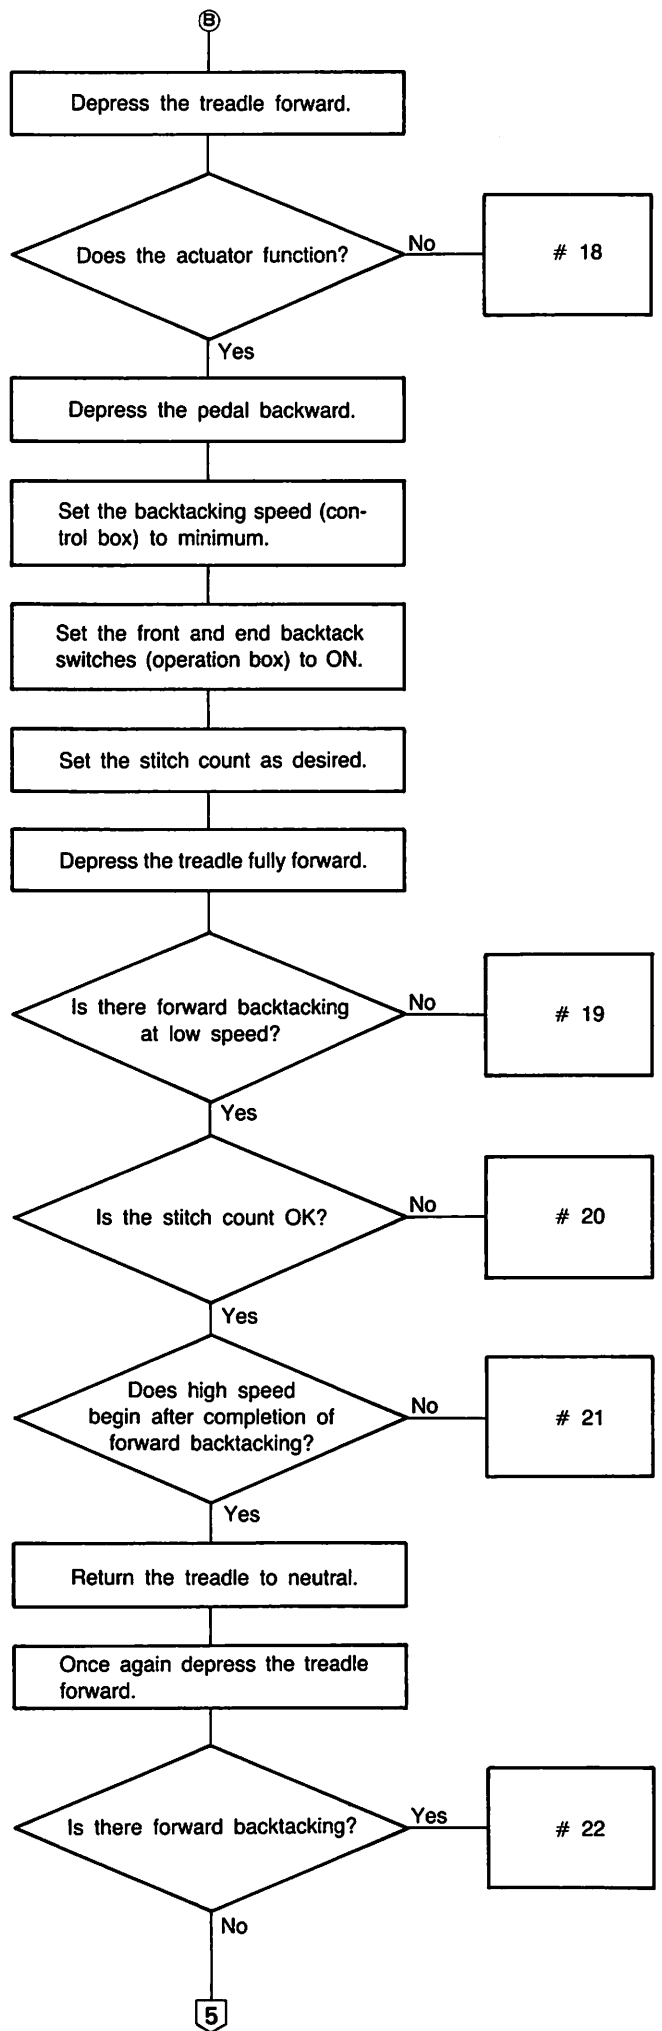 B
Depress the treadle forward.
Does the actuator function?
No
# 18
Yes
Depress the pedal backward.
Set the backtacking speed (con-
trol box) to minimum.
Set the front and end backtack
switches (operation box) to ON.
Set the stitch count as desired.
Depress the treadle fully forward.
Is there forward backtacking
at low speed?
No
# 19
Yes
Is the stitch count OK?
No
# 20
Yes
Does high speed
begin after completion of
forward backtacking?
No
# 21
Yes
Return the treadle to neutral.
Once again depress the treadle
forward.
Is there forward backtacking?
Yes
# 22
No
5